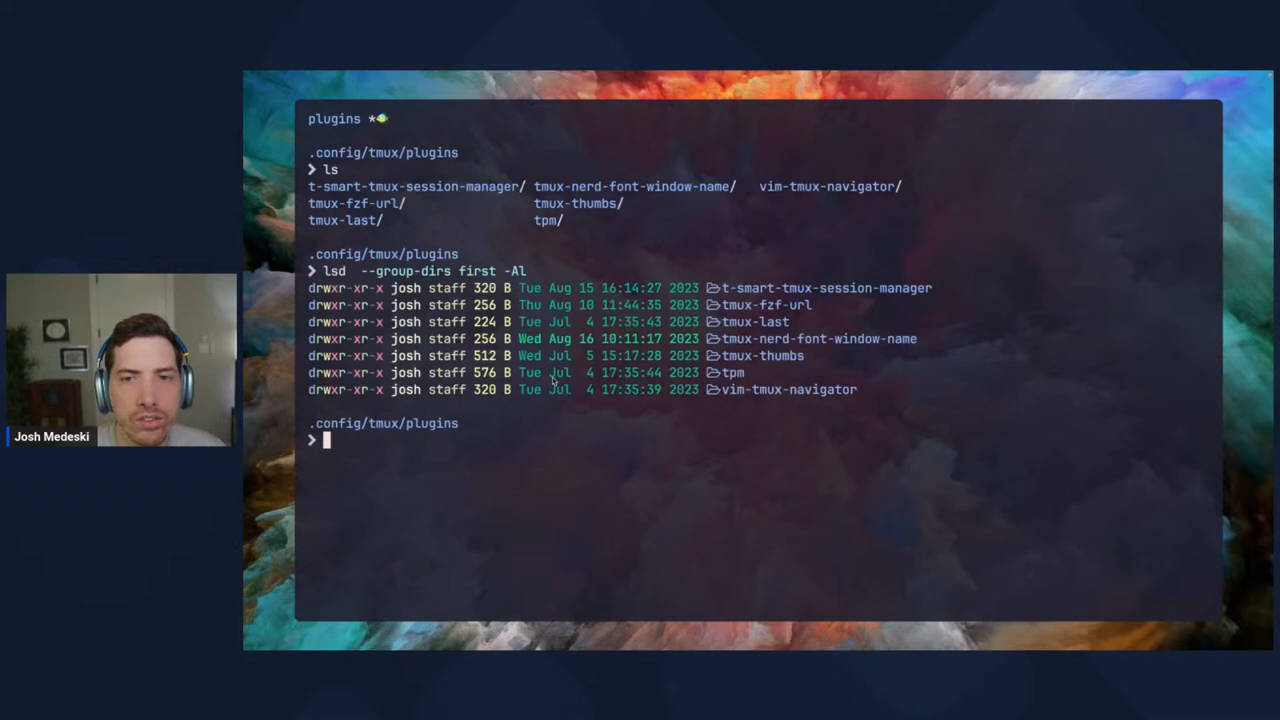 plugins *
.config/tmux/plugins
❯ ls
t-smart-tmux-session-manager/ tmux-nerd-font-window-name/ vim-tmux-navigator/
tmux-fzf-url/ tmux-thumbs/
tmux-last/ tpm/
.config/tmux/plugins
❯ lsd --group-dirs first -Al
drwxr-xr-x josh staff 320 B Tue Aug 15 16:14:27 2023 t-smart-tmux-session-manager
drwxr-xr-x josh staff 256 B Thu Aug 10 11:44:35 2023 tmux-fzf-url
drwxr-xr-x josh staff 224 B Tue Jul 4 17:35:43 2023 tmux-last
drwxr-xr-x josh staff 256 B Wed Aug 16 10:11:17 2023 tmux-nerd-font-window-name
drwxr-xr-x josh staff 512 B Wed Jul 5 15:17:28 2023 tmux-thumbs
drwxr-xr-x josh staff 576 B Tue Jul 4 17:35:44 2023 tpm
drwxr-xr-x josh staff 320 B Tue Jul 4 17:35:39 2023 vim-tmux-navigator
.config/tmux/plugins
❯
Josh Medeski